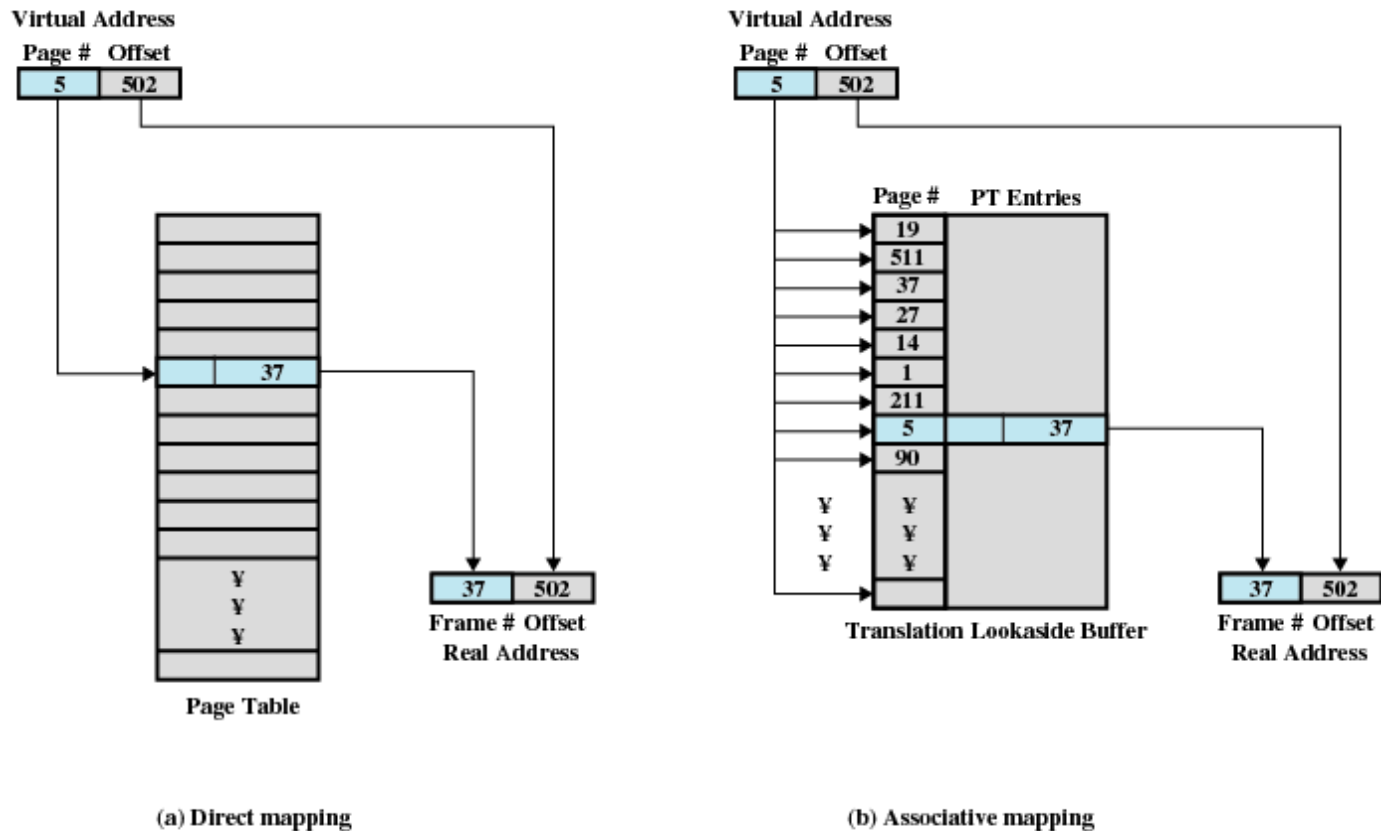 Virtual Address
Page # Offset
5 502
37
¥
¥
¥
Page Table
37 502
Frame # Offset
Real Address
(a) Direct mapping
Virtual Address
Page # Offset
5 502
Page # PT Entries
19
511
37
27
14
1
211
5 37
90
¥ ¥
¥ ¥
¥ ¥
Translation Lookaside Buffer
37 502
Frame # Offset
Real Address
(b) Associative mapping